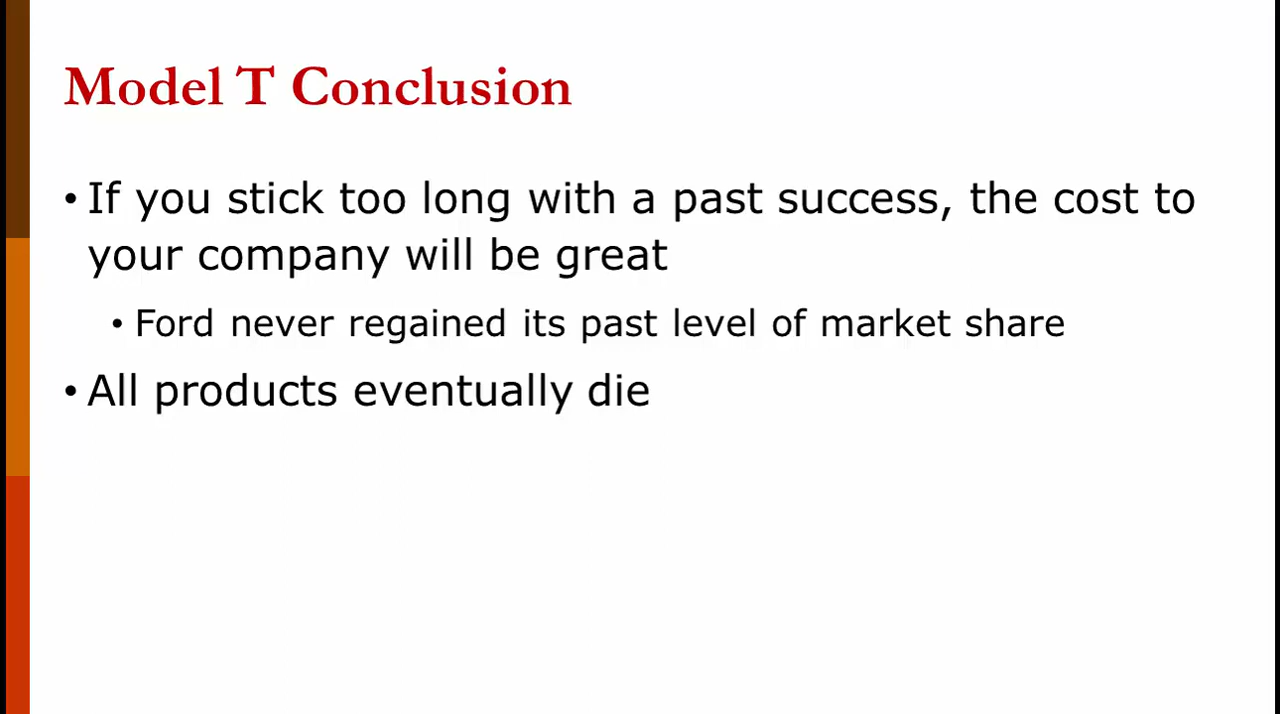 Model T Conclusion
• If you stick too long with a past success, the cost to
your company will be great
• Ford never regained its past level of market share
• All products eventually die